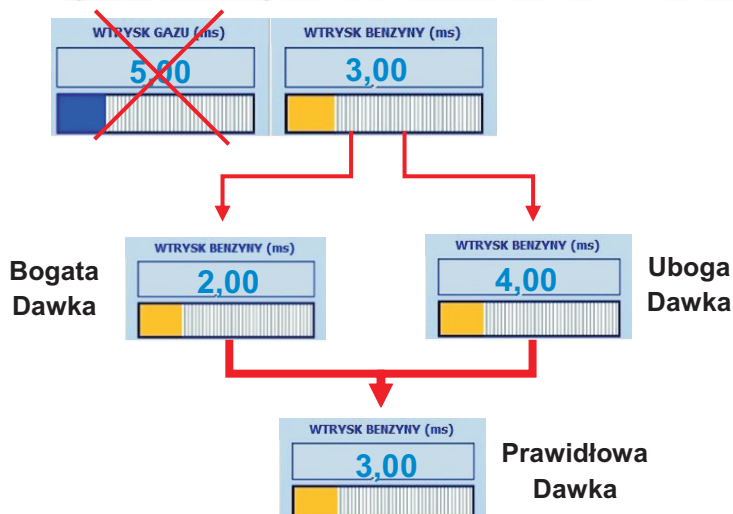 WTRYSK GAZU (ms)
5,00
WTRYSK BENZYNY (ms)
3,00
WTRYSK BENZYNY (ms)
2,00
Bogata
Dawka
WTRYSK BENZYNY (ms)
4,00
Uboga
Dawka
WTRYSK BENZYNY (ms)
3,00
Prawidłowa
Dawka